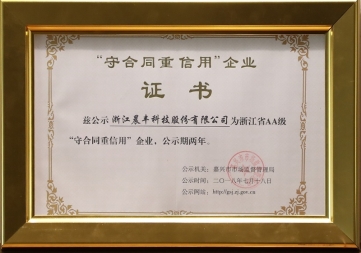 “守合同重信用”企业
证书
兹公示 浙江晨丰科技股份有限公司 为浙江省AA级
“守合同重信用”企业，公示期两年。
公示机关：嘉兴市市场监督管理局
公示时间：二〇一八年七月十八日
公示网站：http://gsj.zj.gov.cn